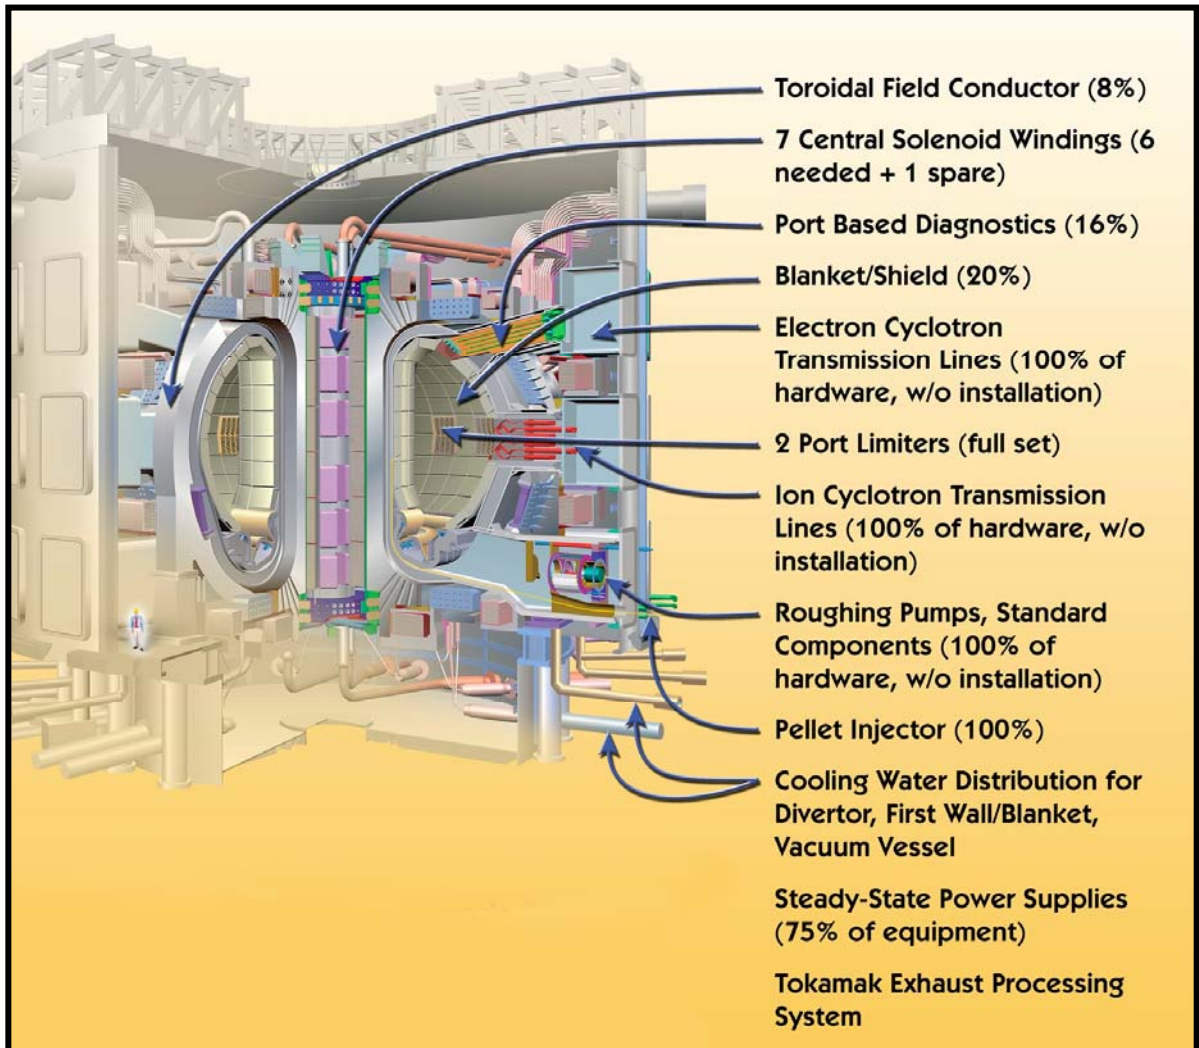 Toroidal Field Conductor (8%)
7 Central Solenoid Windings (6
needed + 1 spare)
Port Based Diagnostics (16%)
Blanket/Shield (20%)
Electron Cyclotron
Transmission Lines (100% of
hardware, w/o installation)
2 Port Limiters (full set)
Ion Cyclotron Transmission
Lines (100% of hardware, w/o
installation)
Roughing Pumps, Standard
Components (100% of
hardware, w/o installation)
Pellet Injector (100%)
Cooling Water Distribution for
Divertor, First Wall/Blanket,
Vacuum Vessel
Steady-State Power Supplies
(75% of equipment)
Tokamak Exhaust Processing
System